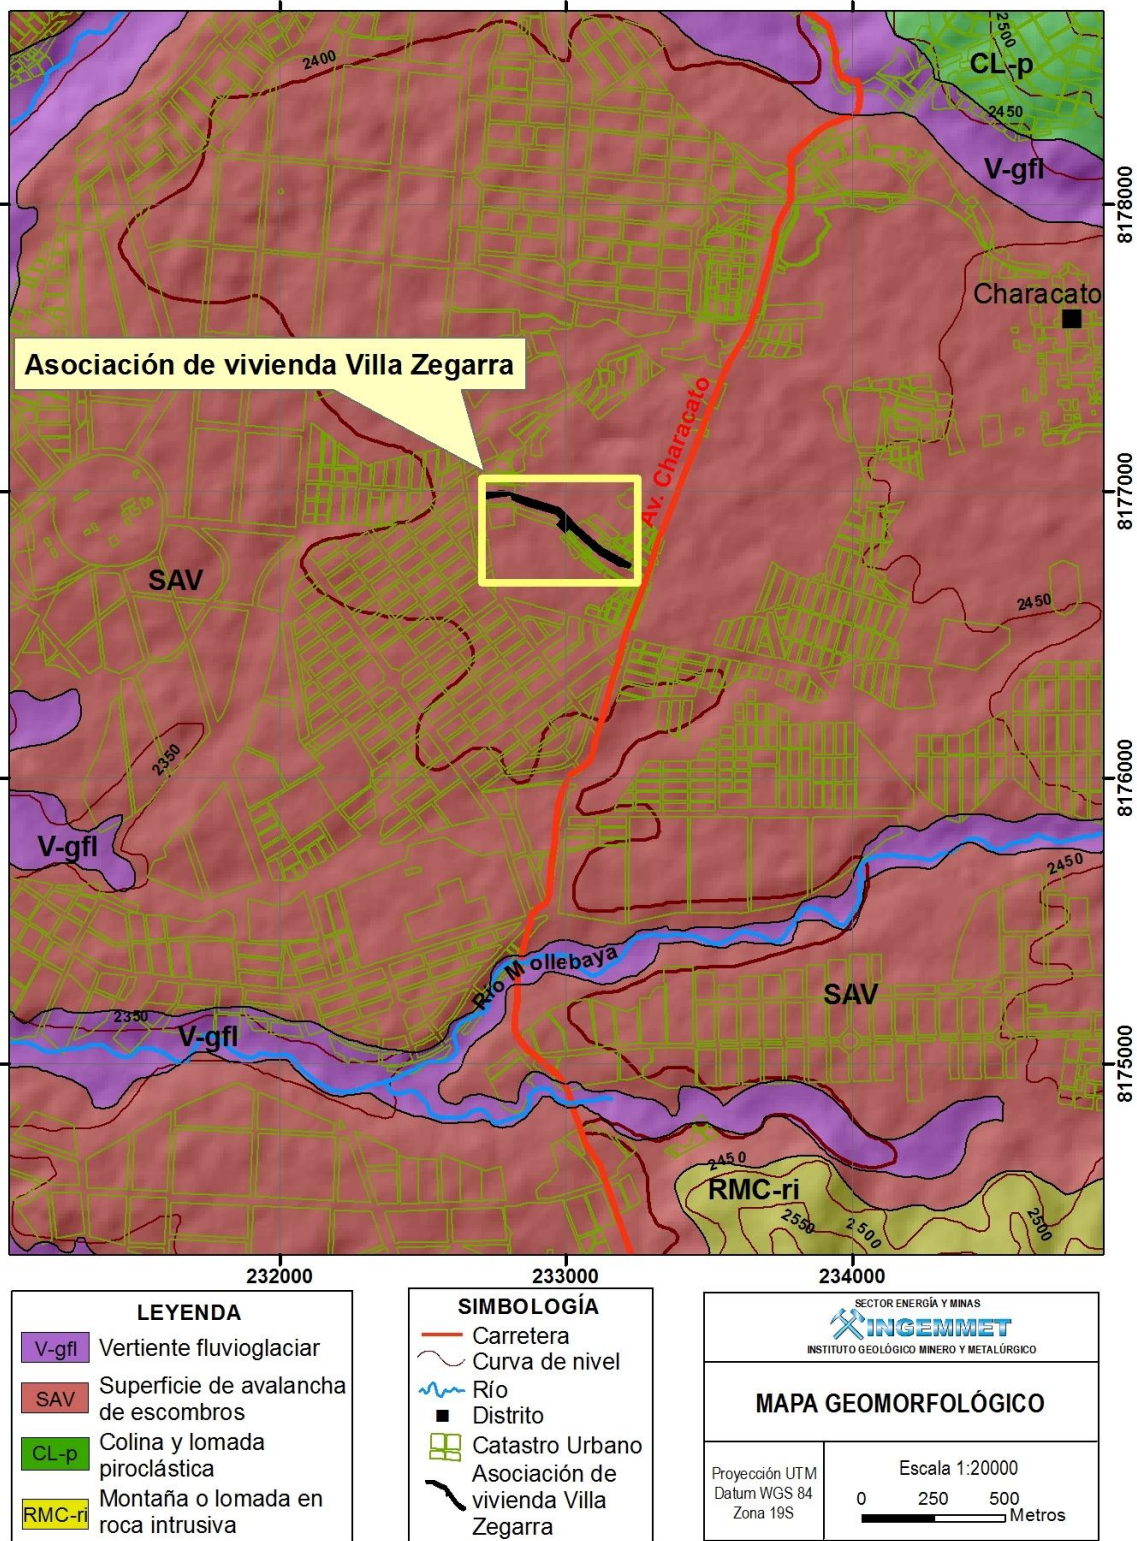 2400
2500
CL-p
2450
V-gfl
8178000
Characato
Asociación de vivienda Villa Zegarra
Av. Characato
8177000
SAV
2450
2350
8176000
V-gfl
2450
Río Mollebaya
SAV
2350
V-gfl
8175000
2450
RMC-ri
2550
2500
2500
232000
233000
234000
LEYENDA
V-gfl Vertiente fluvioglaciar
SAV Superficie de avalancha
de escombros
CL-p Colina y lomada
piroclástica
RMC-ri Montaña o lomada en
roca intrusiva
SIMBOLOGÍA
Carretera
Curva de nivel
Río
Distrito
Catastro Urbano
Asociación de
vivienda Villa
Zegarra
SECTOR ENERGÍA Y MINAS
INGEMMET
INSTITUTO GEOLÓGICO MINERO Y METALÚRGICO
MAPA GEOMORFOLÓGICO
Proyección UTM
Datum WGS 84
Zona 19S
Escala 1:20000
0 250 500
Metros